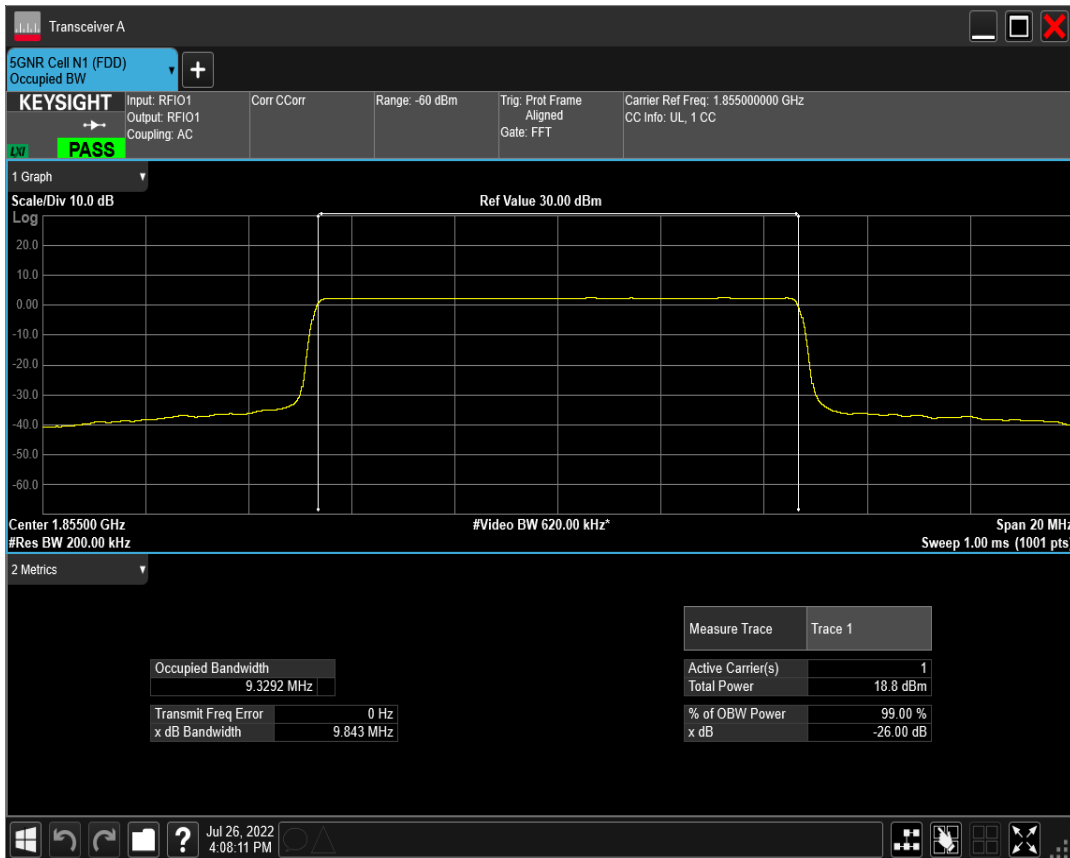 Transceiver A
5GNR Cell N1 (FDD)
Occupied BW
+
KEYSIGHT
LXI
PASS
Input: RFIO1
Output: RFIO1
Coupling: AC
Corr CCorr
Range: -60 dBm
Trig: Prot Frame
Aligned
Gate: FFT
Carrier Ref Freq: 1.855000000 GHz
CC Info: UL, 1 CC
1 Graph
Scale/Div 10.0 dB
Ref Value 30.00 dBm
Log
20.0
10.0
0.00
-10.0
-20.0
-30.0
-40.0
-50.0
-60.0
Center 1.85500 GHz
#Video BW 620.00 kHz*
Span 20 MHz
#Res BW 200.00 kHz
Sweep 1.00 ms (1001 pts)
2 Metrics
Measure Trace Trace 1
Occupied Bandwidth
9.3292 MHz
Transmit Freq Error 0 Hz
x dB Bandwidth 9.843 MHz
Active Carrier(s) 1
Total Power 18.8 dBm
% of OBW Power 99.00 %
x dB -26.00 dB
?
Jul 26, 2022
4:08:11 PM